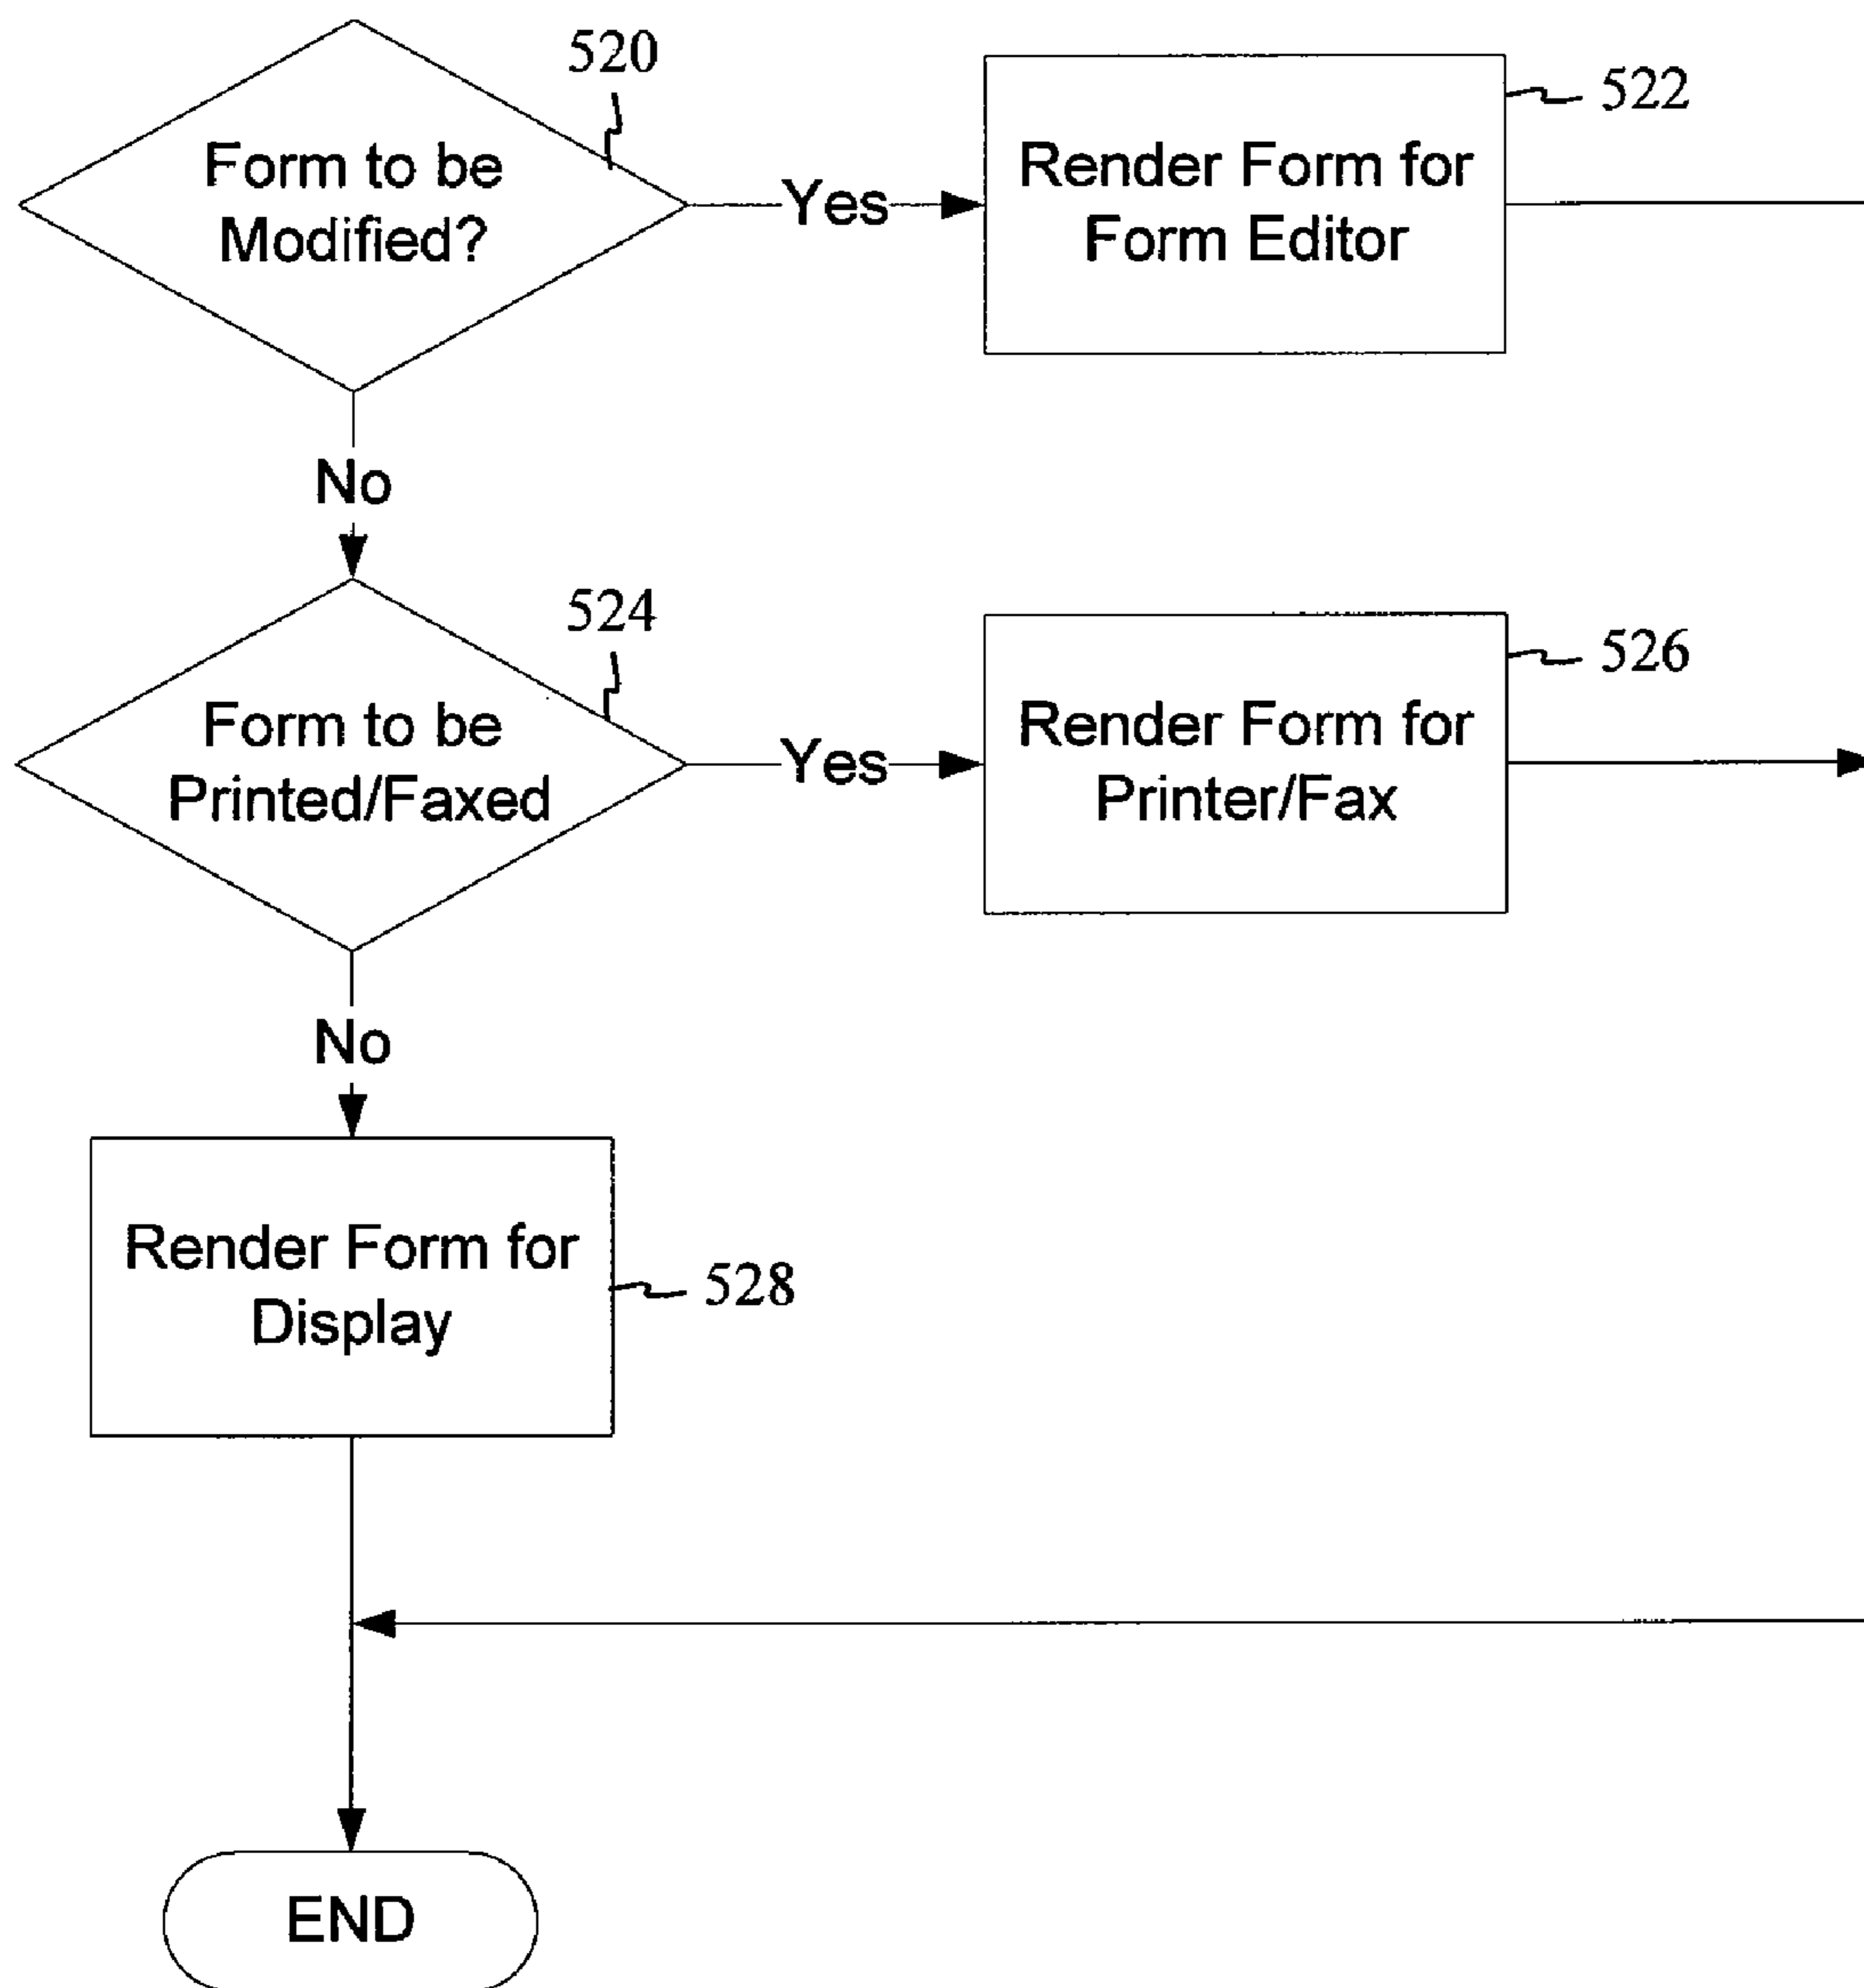 520
Form to be
Modified?
Yes
522
Render Form for
Form Editor
No
524
Form to be
Printed/Faxed
Yes
526
Render Form for
Printer/Fax
No
Render Form for
Display
528
END